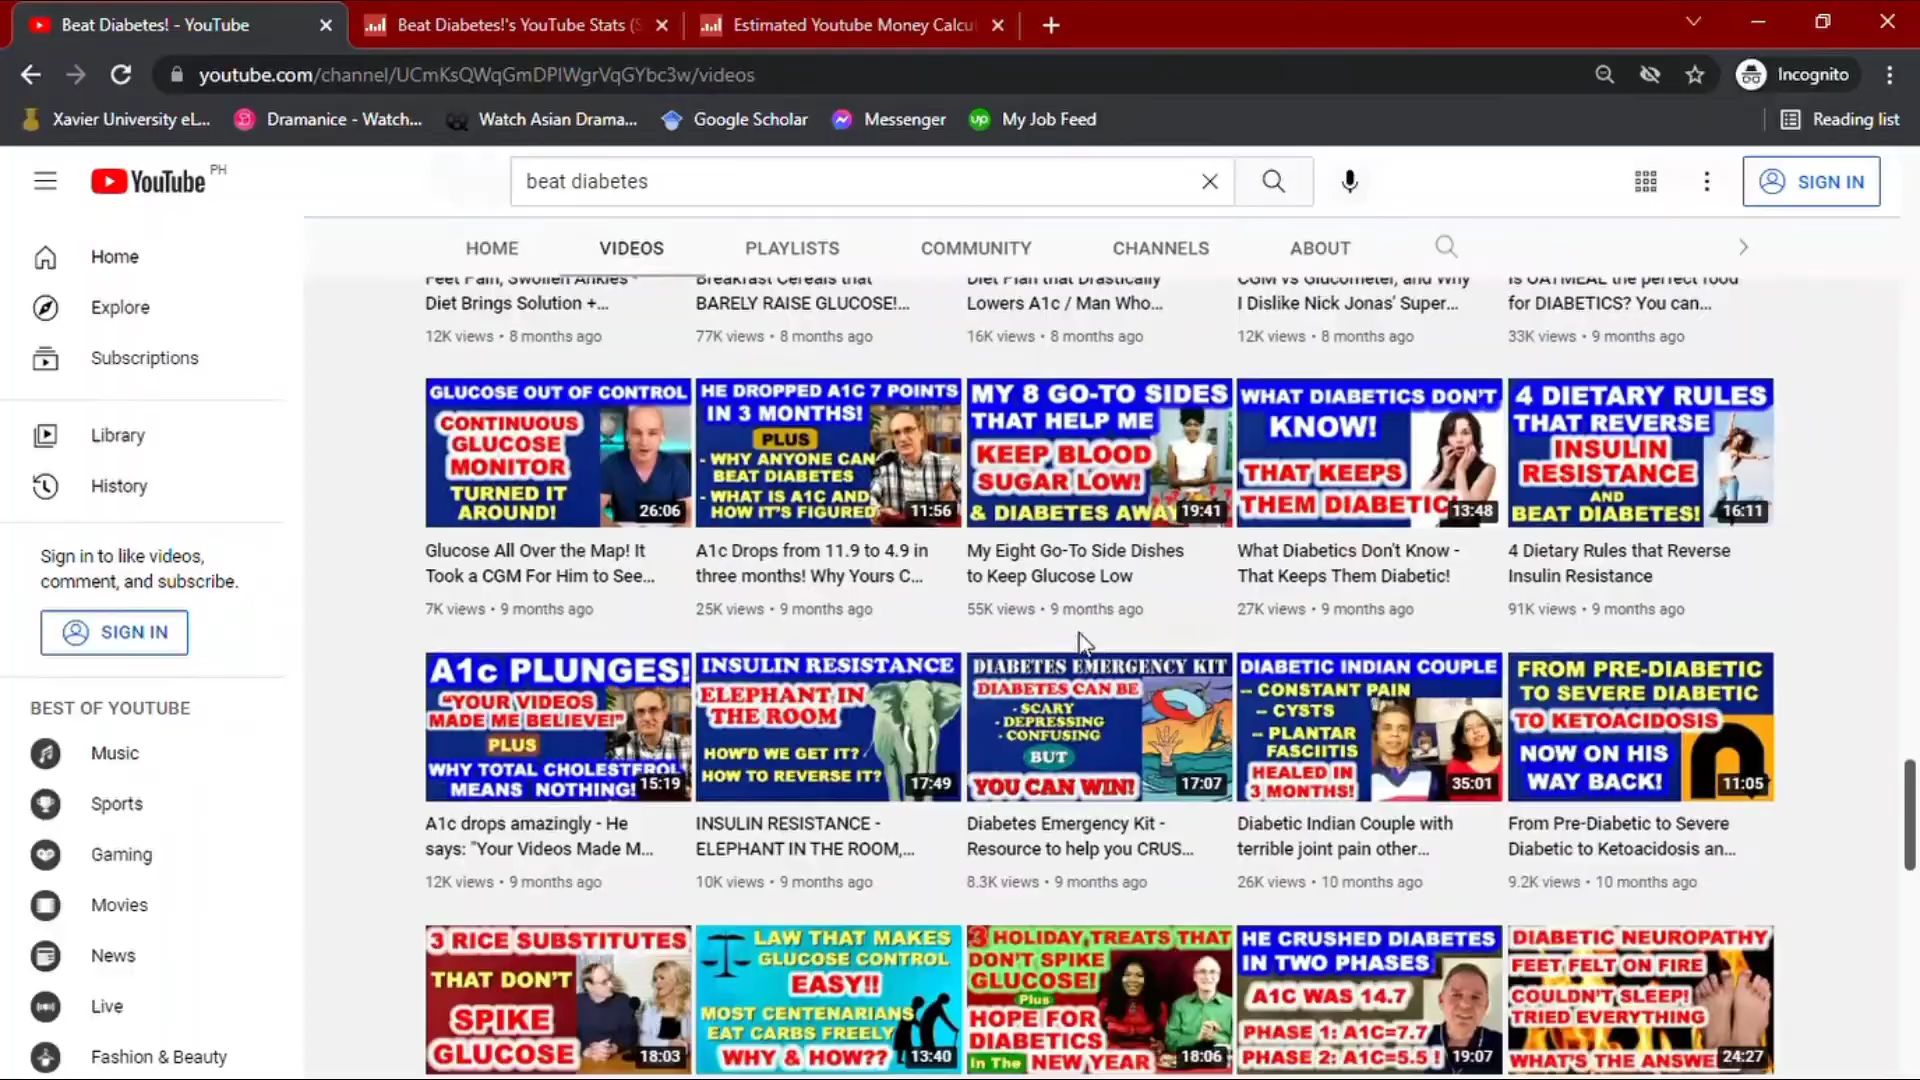 Beat Diabetes! - YouTube
Beat Diabetes!'s YouTube Stats (S
Estimated Youtube Money Calcu
youtube.com/channel/UCmKsQWqGmDPlWgrVqGYbc3w/videos
Incognito
Xavier University eL...
Dramanice - Watch...
Watch Asian Drama...
Google Scholar
Messenger
My Job Feed
Reading list
YouTube PH
beat diabetes
SIGN IN
Home
Explore
Subscriptions
Library
History
Sign in to like videos,
comment, and subscribe.
SIGN IN
BEST OF YOUTUBE
Music
Sports
Gaming
Movies
News
Live
Fashion & Beauty
HOME
VIDEOS
PLAYLISTS
COMMUNITY
CHANNELS
ABOUT
Feet Pain, Swollen Ankles -
Diet Brings Solution +...
12K views • 8 months ago
Breakfast Cereals that
BARELY RAISE GLUCOSE!...
77K views • 8 months ago
Diet Plan that Drastically
Lowers A1c / Man Who...
16K views • 8 months ago
CGM vs Glucometer, and Why
I Dislike Nick Jonas' Super...
12K views • 8 months ago
Is OATMEAL the perfect food
for DIABETICS? You can...
33K views • 9 months ago
GLUCOSE OUT OF CONTROL
CONTINUOUS
GLUCOSE
MONITOR
TURNED IT
AROUND!
26:06
Glucose All Over the Map! It
Took a CGM For Him to See...
7K views • 9 months ago
HE DROPPED A1C 7 POINTS
IN 3 MONTHS!
PLUS
- WHY ANYONE CAN
BEAT DIABETES
- WHAT IS A1C AND
HOW IT'S FIGURED
11:56
A1c Drops from 11.9 to 4.9 in
three months! Why Yours C...
25K views • 9 months ago
MY 8 GO-TO SIDES
THAT HELP ME
KEEP BLOOD
SUGAR LOW!
& DIABETES AWAY
19:41
My Eight Go-To Side Dishes
to Keep Glucose Low
55K views • 9 months ago
WHAT DIABETICS DON'T
KNOW!
THAT KEEPS
THEM DIABETIC
13:48
What Diabetics Don't Know -
That Keeps Them Diabetic!
27K views • 9 months ago
4 DIETARY RULES
THAT REVERSE
INSULIN
RESISTANCE
AND
BEAT DIABETES!
16:11
4 Dietary Rules that Reverse
Insulin Resistance
91K views • 9 months ago
A1c PLUNGES!
"YOUR VIDEOS
MADE ME BELIEVE!"
PLUS
WHY TOTAL CHOLESTEROL
MEANS NOTHING!
15:19
A1c drops amazingly - He
says: "Your Videos Made M...
12K views • 9 months ago
INSULIN RESISTANCE
ELEPHANT IN
THE ROOM
HOW'D WE GET IT?
HOW TO REVERSE IT?
17:49
INSULIN RESISTANCE -
ELEPHANT IN THE ROOM,...
10K views • 9 months ago
DIABETES EMERGENCY KIT
DIABETES CAN BE
- SCARY
- DEPRESSING
- CONFUSING
BUT
YOU CAN WIN!
17:07
Diabetes Emergency Kit -
Resource to help you CRUS...
8.3K views • 9 months ago
DIABETIC INDIAN COUPLE
-- CONSTANT PAIN
-- CYSTS
-- PLANTAR
FASCIITIS
HEALED IN
3 MONTHS!
35:01
Diabetic Indian Couple with
terrible joint pain other...
26K views • 10 months ago
FROM PRE-DIABETIC
TO SEVERE DIABETIC
TO KETOACIDOSIS
NOW ON HIS
WAY BACK!
11:05
From Pre-Diabetic to Severe
Diabetic to Ketoacidosis an...
9.2K views • 10 months ago
3 RICE SUBSTITUTES
THAT DON'T
SPIKE
GLUCOSE
18:03
LAW THAT MAKES
GLUCOSE CONTROL
EASY!!
MOST CENTENARIANS
EAT CARBS FREELY
WHY & HOW??
13:40
3 HOLIDAY TREATS THAT
DON'T SPIKE
GLUCOSE!
Plus
HOPE FOR
DIABETICS
In The NEW YEAR
18:06
HE CRUSHED DIABETES
IN TWO PHASES
A1C WAS 14.7
PHASE 1: A1C=7.7
PHASE 2: A1C=5.5 !
19:07
DIABETIC NEUROPATHY
FEET FELT ON FIRE
COULDN'T SLEEP!
TRIED EVERYTHING
WHAT'S THE ANSWE
24:27